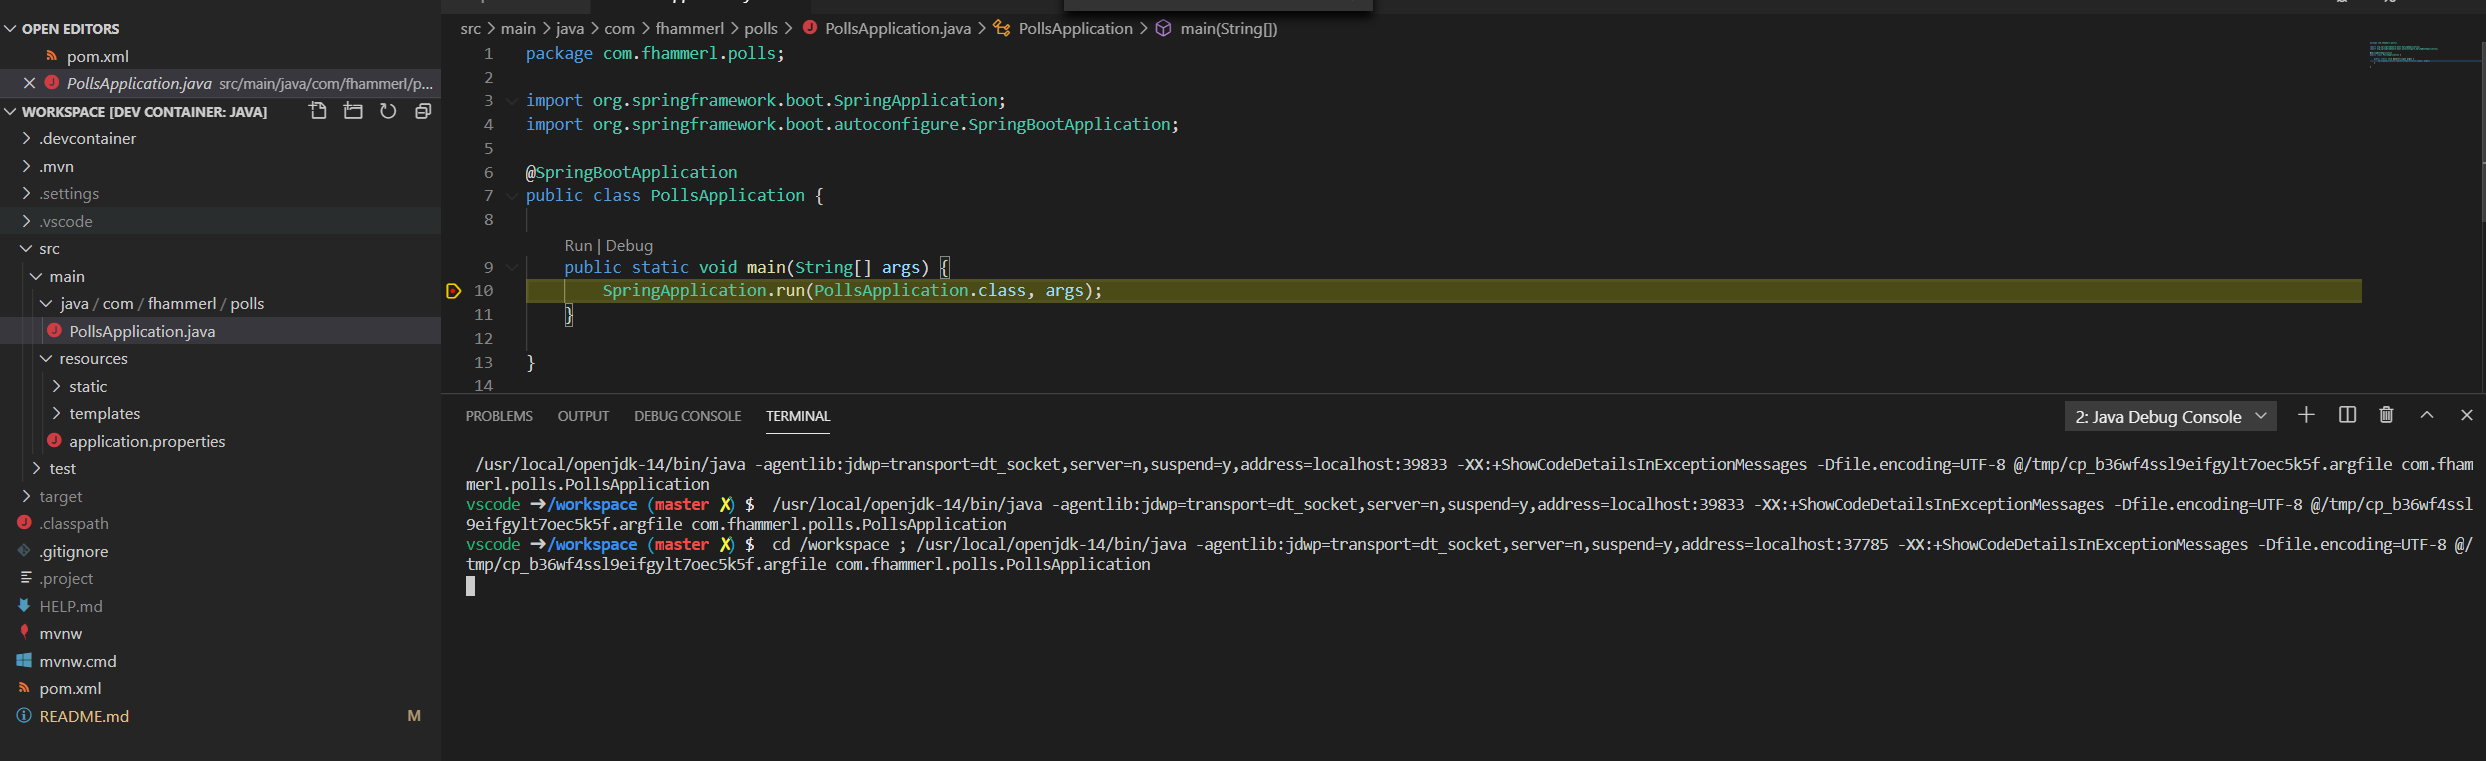 OPEN EDITORS
pom.xml
PollsApplication.java src/main/java/com/fhammerl/p...
WORKSPACE [DEV CONTAINER: JAVA]
.devcontainer
.mvn
.settings
.vscode
src
main
java / com / fhammerl / polls
PollsApplication.java
resources
static
templates
application.properties
test
target
.classpath
.gitignore
.project
HELP.md
mvnw
mvnw.cmd
pom.xml
README.md M
src > main > java > com > fhammerl > polls > PollsApplication.java > PollsApplication > main(String[])
1 package com.fhammerl.polls;
2
3 import org.springframework.boot.SpringApplication;
4 import org.springframework.boot.autoconfigure.SpringBootApplication;
5
6 @SpringBootApplication
7 public class PollsApplication {
8
Run | Debug
9 public static void main(String[] args) {
10 SpringApplication.run(PollsApplication.class, args);
11 }
12
13 }
14
PROBLEMS OUTPUT DEBUG CONSOLE TERMINAL 2: Java Debug Console
/usr/local/openjdk-14/bin/java -agentlib:jdwp=transport=dt_socket,server=n,suspend=y,address=localhost:39833 -XX:+ShowCodeDetailsInExceptionMessages -Dfile.encoding=UTF-8 @/tmp/cp_b36wf4ssl9eifgylt7oec5k5f.argfile com.fham
merl.polls.PollsApplication
vscode ➜/workspace (master ✗) $ /usr/local/openjdk-14/bin/java -agentlib:jdwp=transport=dt_socket,server=n,suspend=y,address=localhost:39833 -XX:+ShowCodeDetailsInExceptionMessages -Dfile.encoding=UTF-8 @/tmp/cp_b36wf4ssl
9eifgylt7oec5k5f.argfile com.fhammerl.polls.PollsApplication
vscode ➜/workspace (master ✗) $ cd /workspace ; /usr/local/openjdk-14/bin/java -agentlib:jdwp=transport=dt_socket,server=n,suspend=y,address=localhost:37785 -XX:+ShowCodeDetailsInExceptionMessages -Dfile.encoding=UTF-8 @/
tmp/cp_b36wf4ssl9eifgylt7oec5k5f.argfile com.fhammerl.polls.PollsApplication